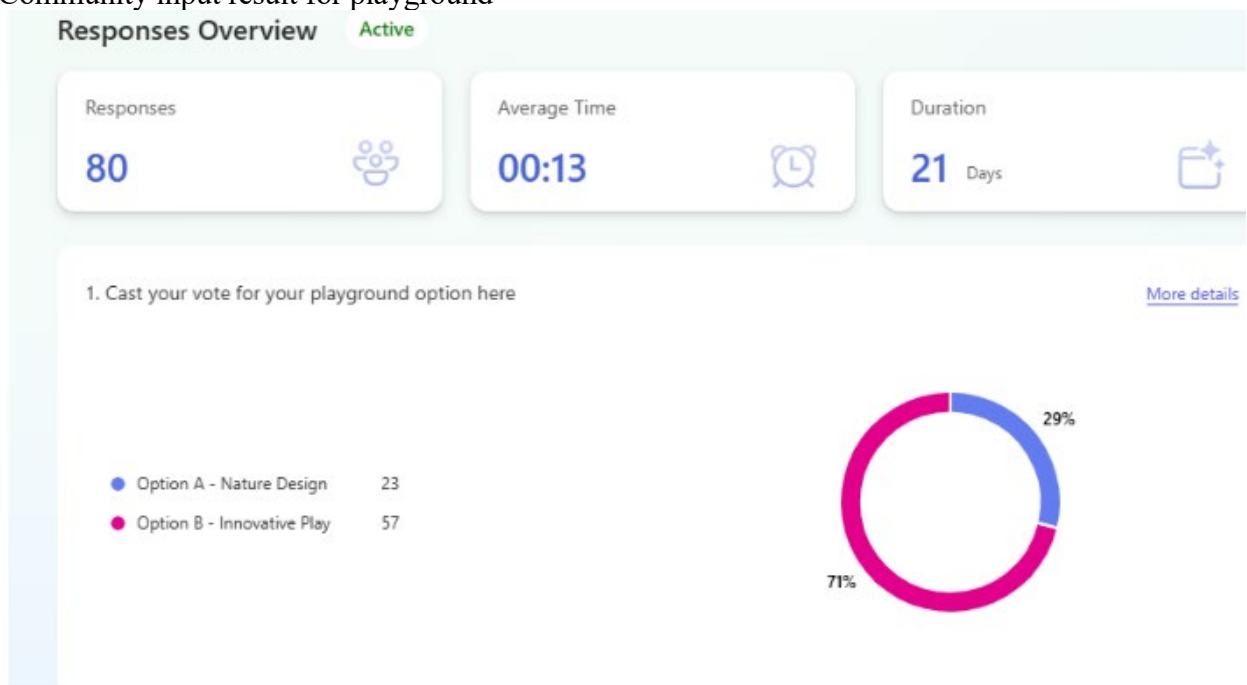 Community input result for playground
Responses Overview Active
Responses
80
Average Time
00:13
Duration
21 Days
1. Cast your vote for your playground option here
More details
29%
Option A - Nature Design 23
Option B - Innovative Play 57
71%